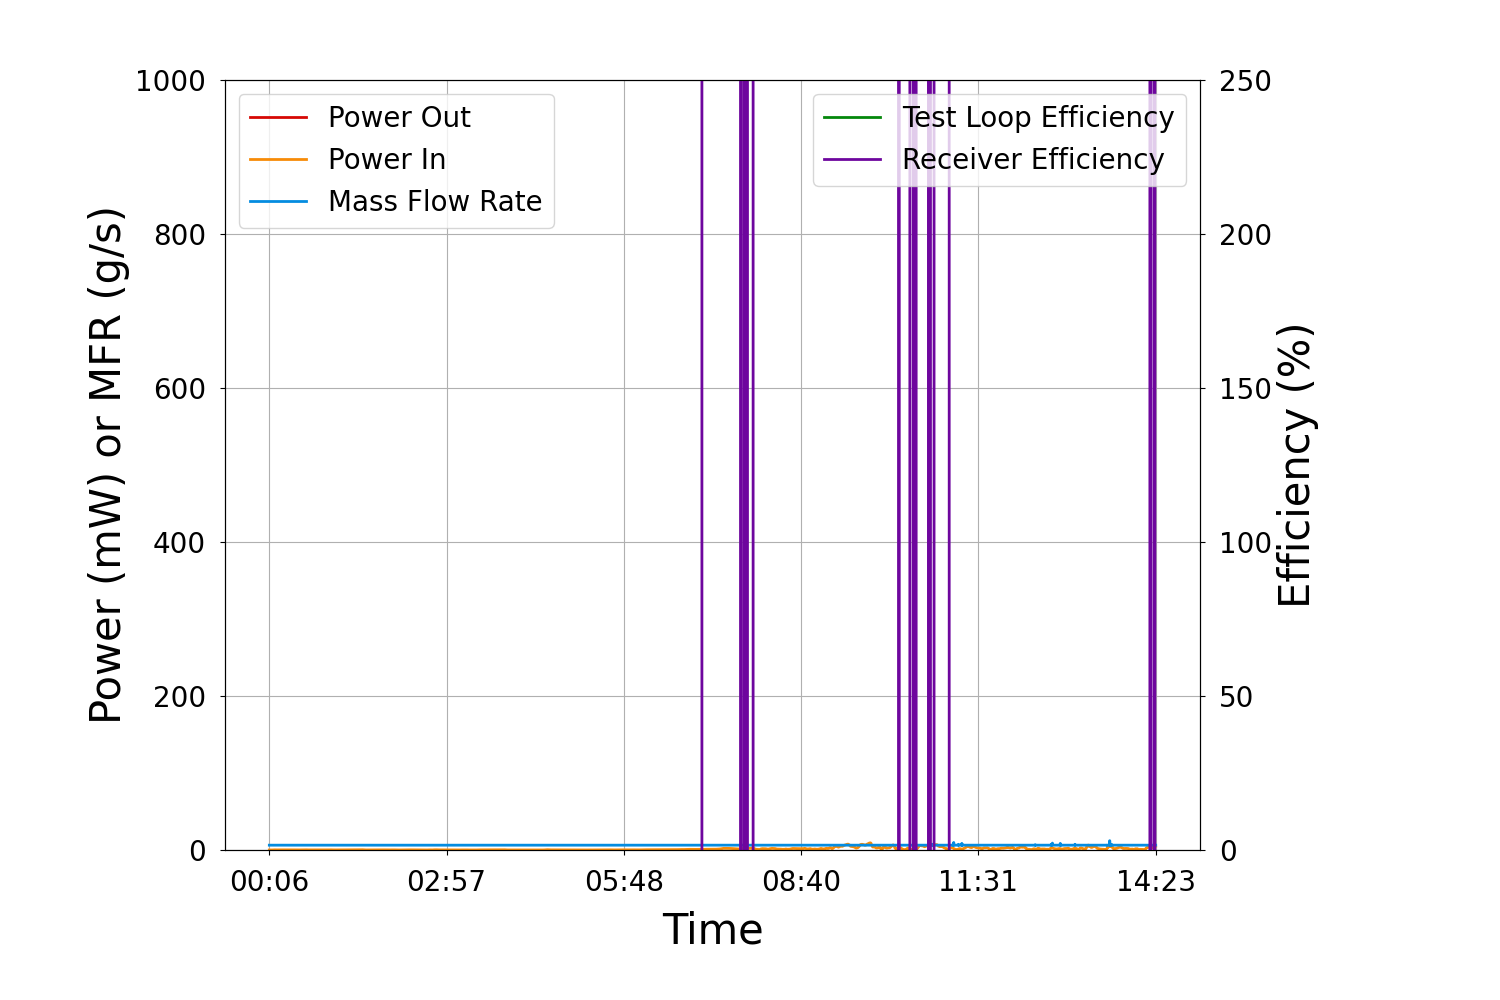 1000
800
600
400
200
0
Power (mW) or MFR (g/s)
Power Out
Power In
Mass Flow Rate
Test Loop Efficiency
Receiver Efficiency
250
200
150
100
50
0
Efficiency (%)
00:06 02:57 05:48 08:40 11:31 14:23
Time